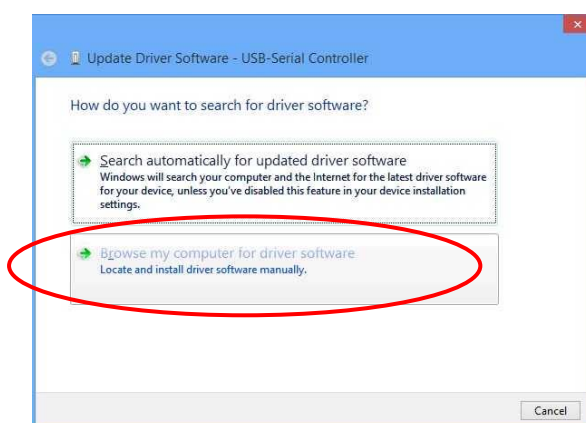 Update Driver Software - USB-Serial Controller
How do you want to search for driver software?
Search automatically for updated driver software
Windows will search your computer and the Internet for the latest driver software
for your device, unless you've disabled this feature in your device installation
settings.
Browse my computer for driver software
Locate and install driver software manually.
Cancel